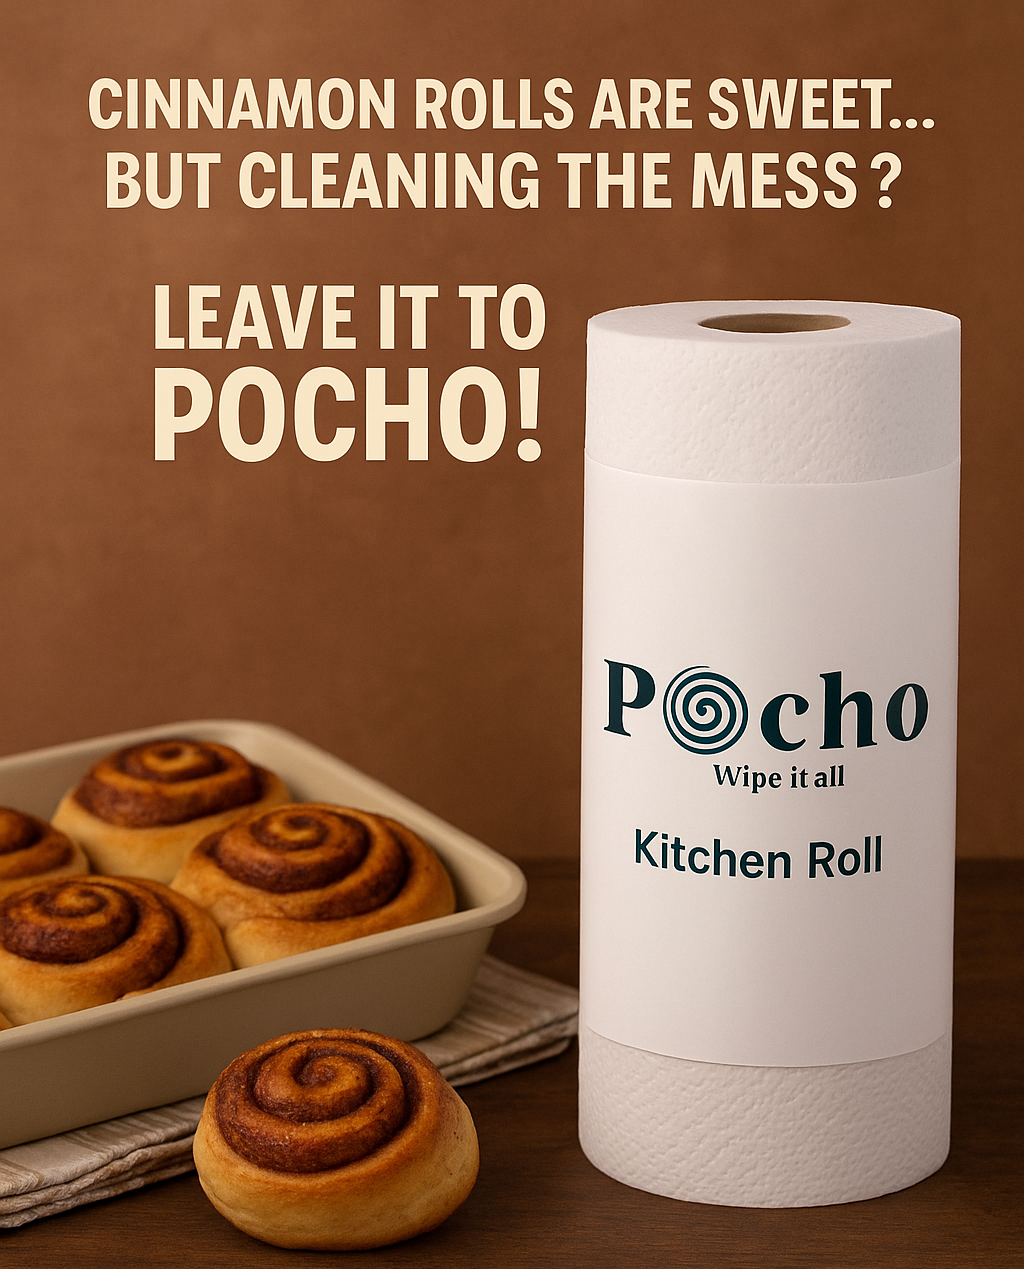 CINNAMON ROLLS ARE SWEET...
BUT CLEANING THE MESS ?
LEAVE IT TO
POCHO!
Pocho
Wipe it all
Kitchen Roll